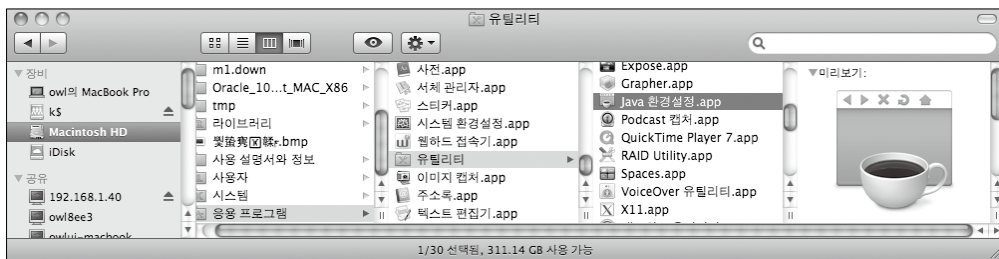 유틸리티
장비
owl의 MacBook Pro
k$
Macintosh HD
iDisk
공유
192.168.1.40
owl8ee3
owlui-macbook
m1.down
Oracle_10...t_MAC_X86
tmp
라이브러리
.bmp
사용 설명서와 정보
사용자
시스템
응용 프로그램
사전.app
서체 관리자.app
스티커.app
시스템 환경설정.app
웹하드 접속기.app
유틸리티
이미지 캡처.app
주소록.app
텍스트 편집기.app
Expose.app
Grapher.app
Java 환경설정.app
Podcast 캡처.app
QuickTime Player 7.app
RAID Utility.app
Spaces.app
VoiceOver 유틸리티.app
X11.app
미리보기:
1/30 선택됨, 311.14 GB 사용 가능